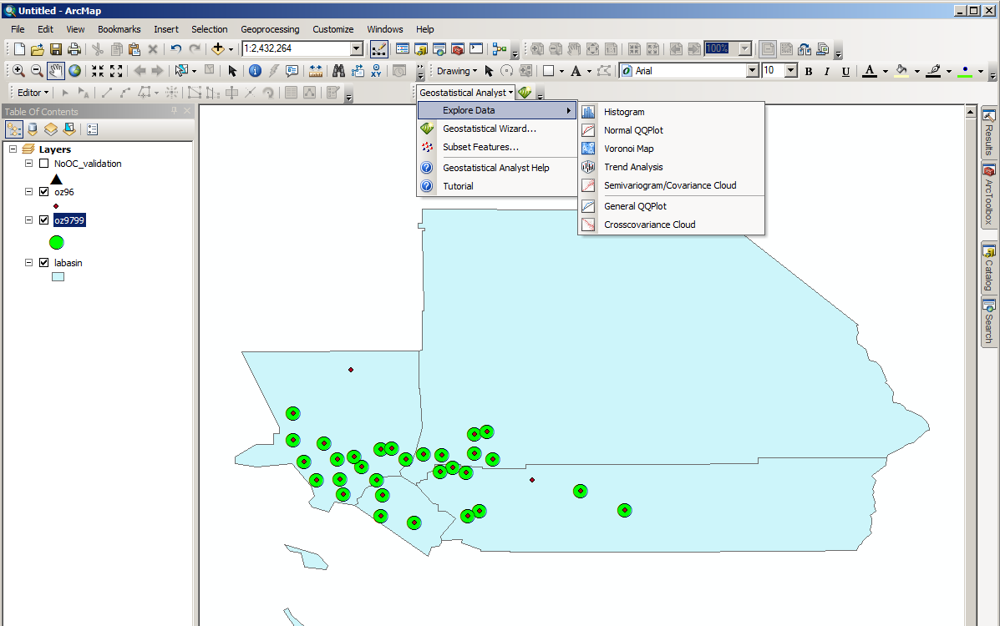 Untitled - ArcMap
File Edit View Bookmarks Insert Selection Geoprocessing Customize Windows Help
1:2,432,264 100%
XY Drawing Arial 10 B I U A
Editor Geostatistical Analyst
Table Of Contents
Explore Data
Geostatistical Wizard...
Subset Features...
Geostatistical Analyst Help
Tutorial
Histogram
Normal QQPlot
Voronoi Map
Trend Analysis
Semivariogram/Covariance Cloud
General QQPlot
Crosscovariance Cloud
Layers
NoOC_validation
oz96
oz9799
labasin
Results
ArcToolbox
Catalog
Search